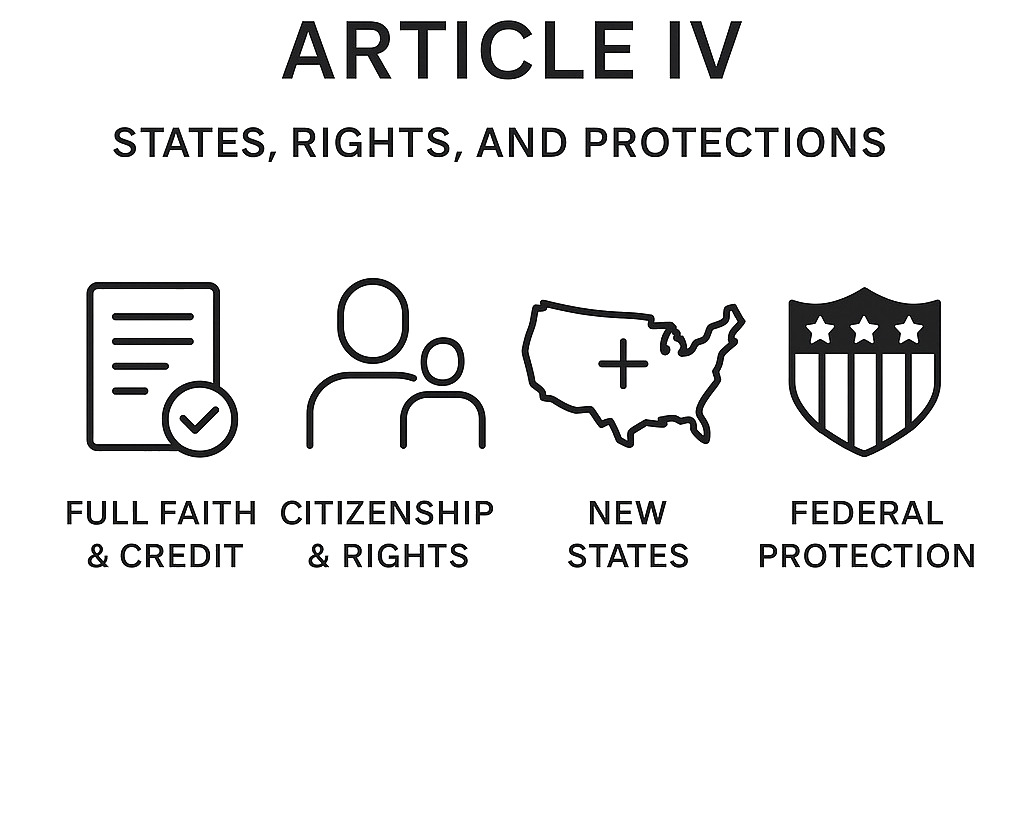 ARTICLE IV
STATES, RIGHTS, AND PROTECTIONS
FULL FAITH
& CREDIT
CITIZENSHIP
& RIGHTS
NEW
STATES
FEDERAL
PROTECTION